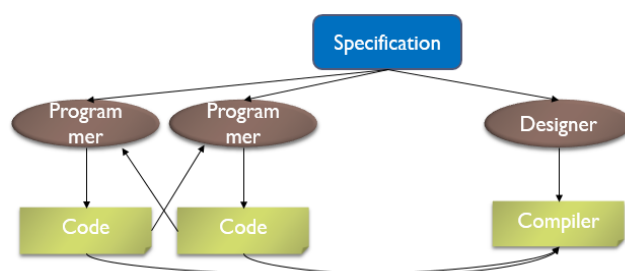 Specification
Program
mer
Program
mer
Designer
Code
Code
Compiler